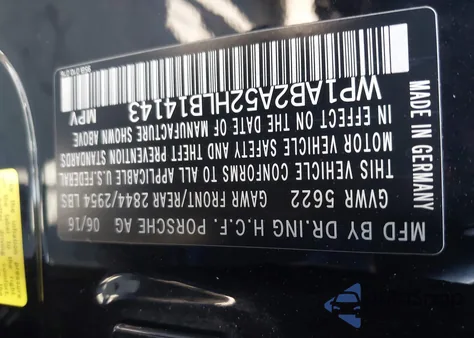 MFD BY DR.ING H.C.F. PORSCHE AG
06/16
GVWR 5622
GAWR FRONT/REAR 2844/2954 LBS
THIS VEHICLE CONFORMS TO ALL APPLICABLE U.S.FEDERAL
MOTOR VEHICLE SAFETY AND THEFT PREVENTION STANDARDS
IN EFFECT ON THE DATE OF MANUFACTURE SHOWN ABOVE
WP1AB2A52HLB14143
MPV
MADE IN GERMANY